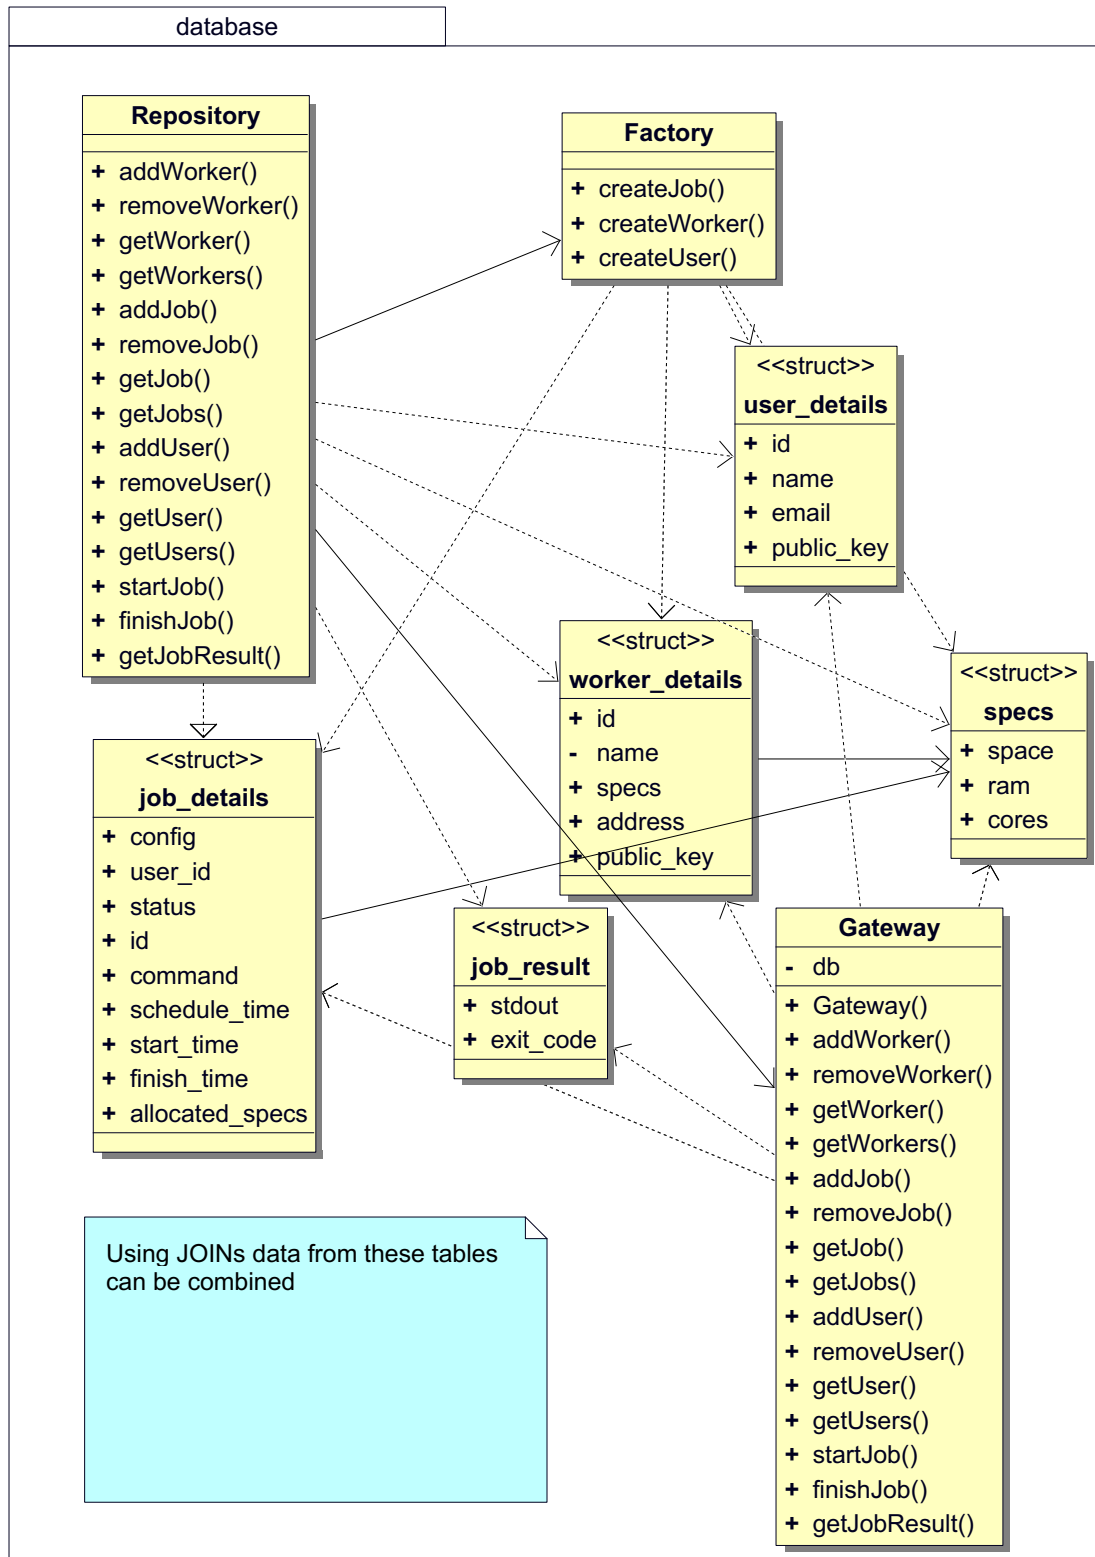 database
Repository
+ addWorker()
+ removeWorker()
+ getWorker()
+ getWorkers()
+ addJob()
+ removeJob()
+ getJob()
+ getJobs()
+ addUser()
+ removeUser()
+ getUser()
+ getUsers()
+ startJob()
+ finishJob()
+ getJobResult()
Factory
+ createJob()
+ createWorker()
+ createUser()
<<struct>>
user_details
+ id
+ name
+ email
+ public_key
<<struct>>
worker_details
+ id
- name
+ specs
+ address
+ public_key
<<struct>>
specs
+ space
+ ram
+ cores
<<struct>>
job_details
+ config
+ user_id
+ status
+ id
+ command
+ schedule_time
+ start_time
+ finish_time
+ allocated_specs
<<struct>>
job_result
+ stdout
+ exit_code
Gateway
- db
+ Gateway()
+ addWorker()
+ removeWorker()
+ getWorker()
+ getWorkers()
+ addJob()
+ removeJob()
+ getJob()
+ getJobs()
+ addUser()
+ removeUser()
+ getUser()
+ getUsers()
+ startJob()
+ finishJob()
+ getJobResult()
Using JOINs data from these tables
can be combined